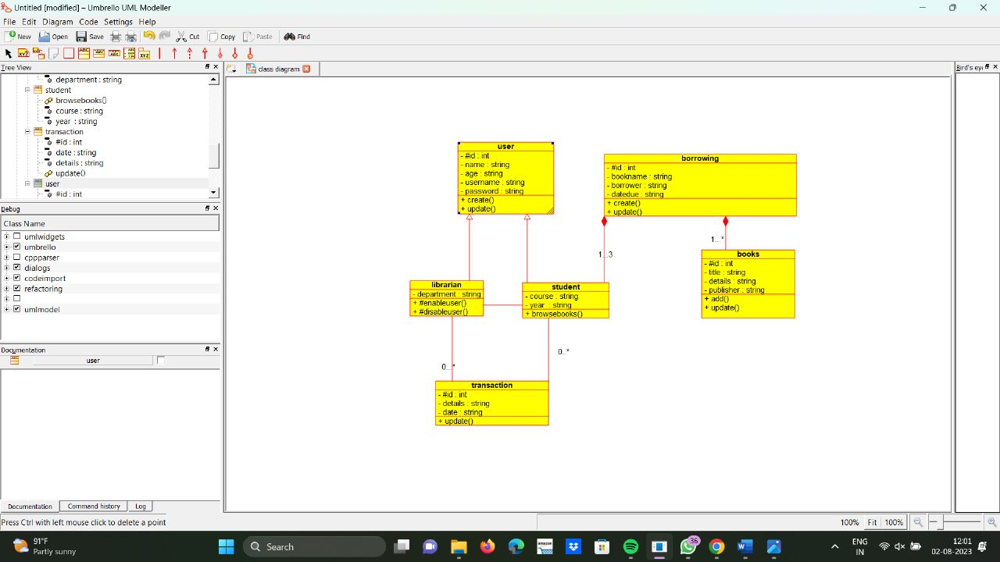 Untitled [modified] – Umbrello UML Modeller
File Edit Diagram Code Settings Help
New Open Save Cut Copy Paste Find
Tree View
class diagram
Bird's eye
department : string
student
browsebooks()
course : string
year : string
transaction
#id : int
date : string
details : string
update()
user
#id : int
Debug
Class Name
umlwidgets
umbrello
cppparser
dialogs
codeimport
refactoring
umlmodel
Documentation
user
Documentation Command history Log
user
- #id : int
- name : string
- age : string
- username : string
- password : string
+ create()
+ update()
borrowing
- #id : int
- bookname : string
- borrower : string
- datedue : string
+ create()
+ update()
1...3
1...*
books
- #id : int
- title : string
- details : string
- publisher : string
+ add()
+ update()
librarian
- department : string
+ #enableuser()
+ #disableuser()
student
- course : string
- year : string
+ browsebooks()
0...*
0..*
transaction
- #id : int
- details : string
- date : string
+ update()
Press Ctrl with left mouse click to delete a point
100% Fit 100%
91°F
Partly sunny
Search
amazon
36
ENG
IN
12:01
02-08-2023